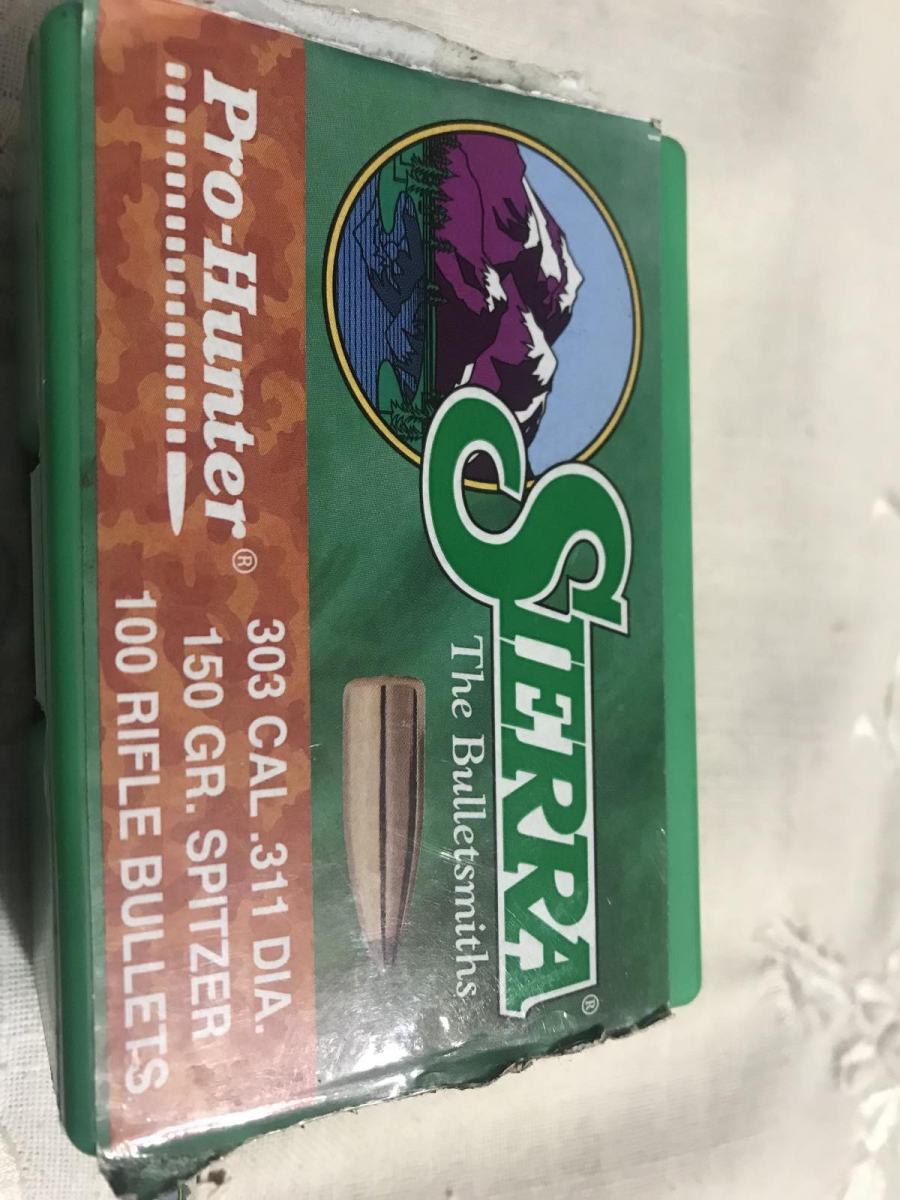 SIERRA®
The Bulletsmiths
Pro-Hunter®
303 CAL .311 DIA.
150 GR. SPITZER
100 RIFLE BULLETS